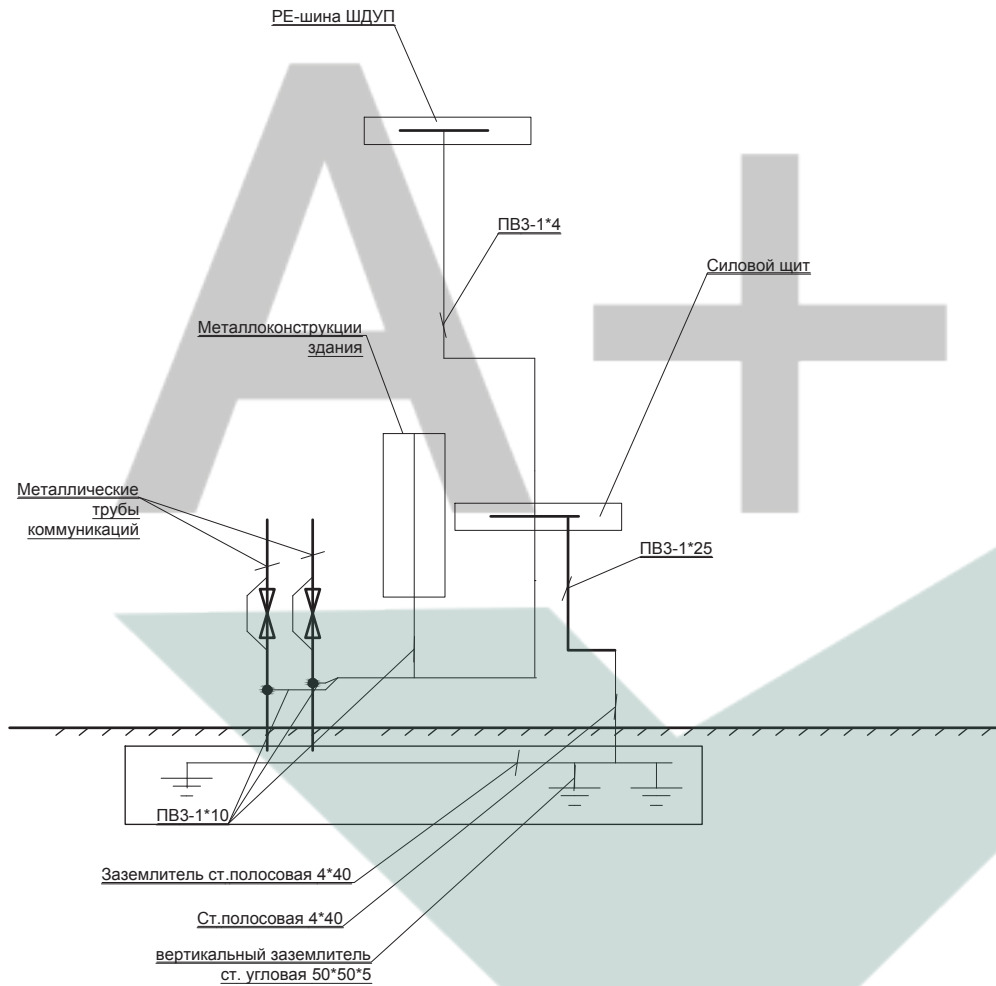 РЕ-шина ШДУП
ПВ3-1*4
Силовой щит
Металлоконструкции
здания
Металлические
трубы
коммуникаций
ПВ3-1*25
ПВ3-1*10
Заземлитель ст.полосовая 4*40
Ст.полосовая 4*40
вертикальный заземлитель
ст. угловая 50*50*5
A+